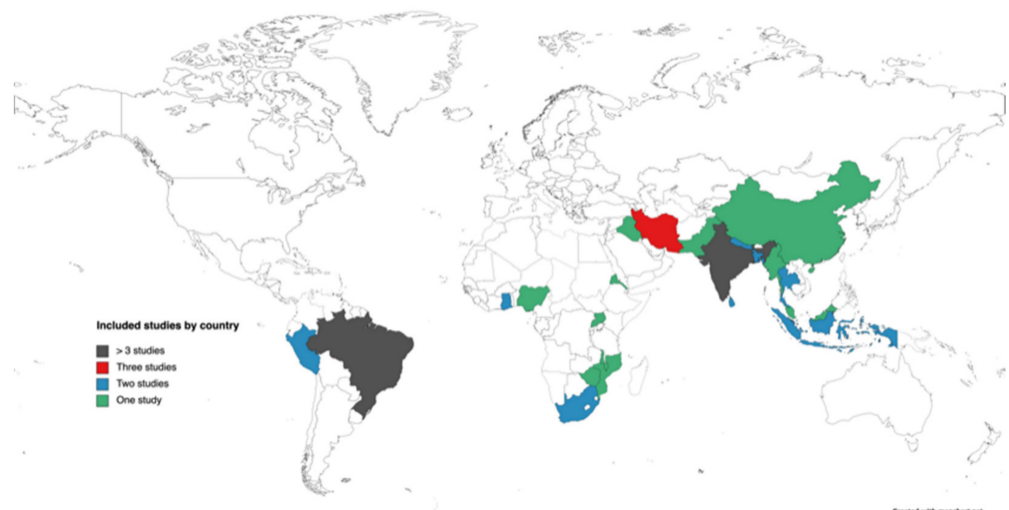 Included studies by country
> 3 studies
Three studies
Two studies
One study